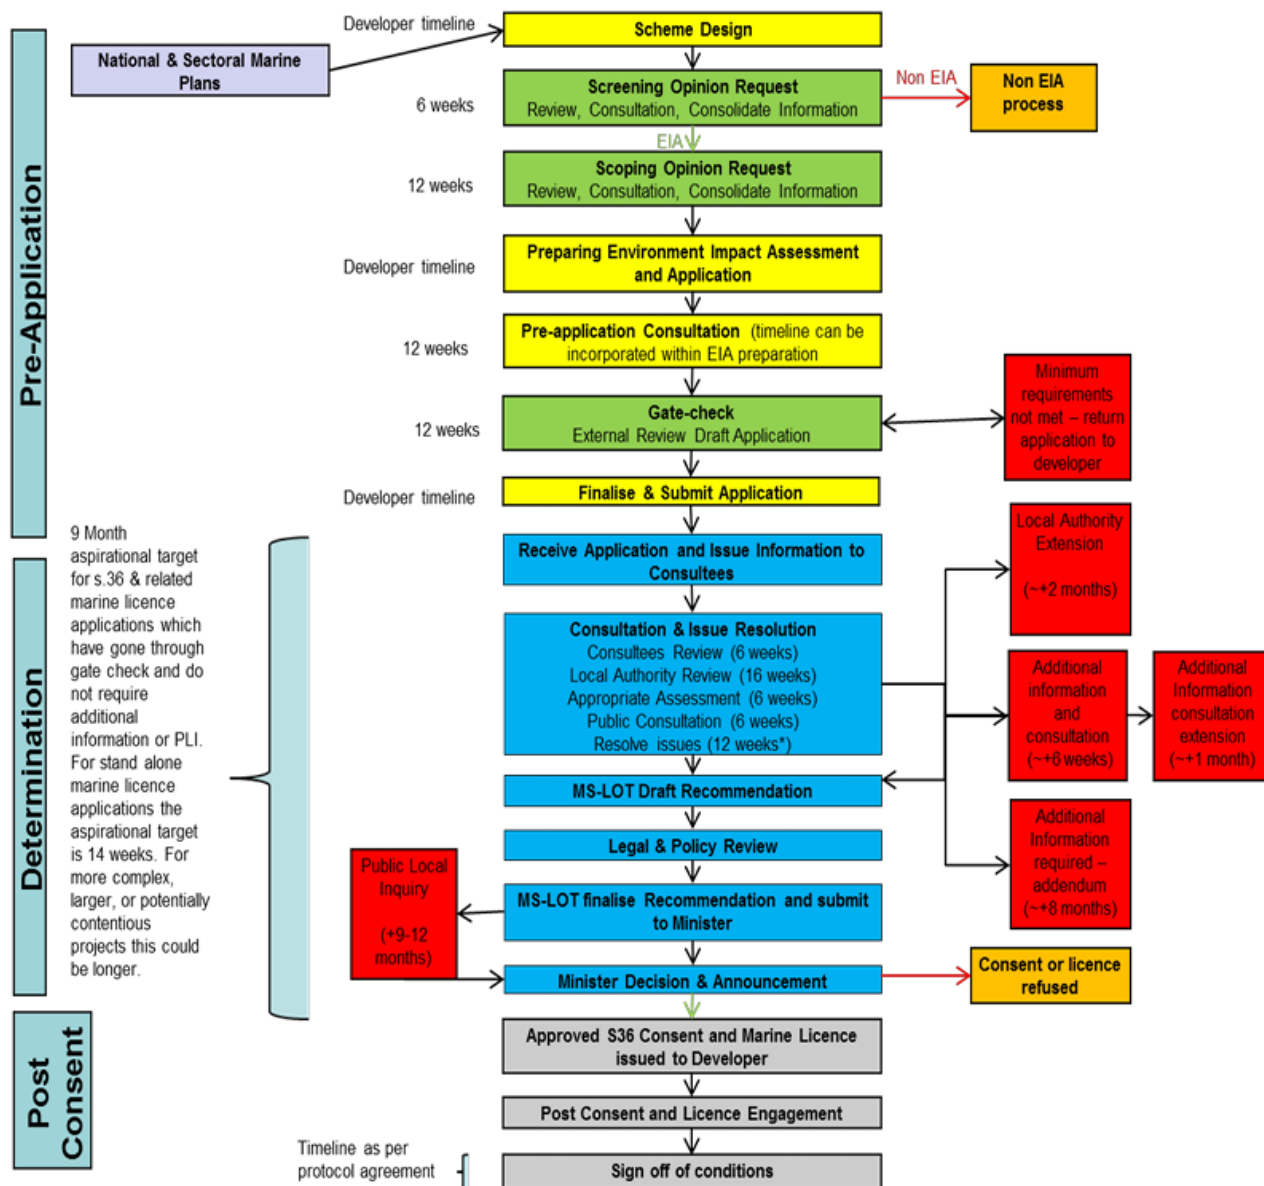 Pre-Application
National & Sectoral Marine
Plans
Developer timeline
Scheme Design
6 weeks
Screening Opinion Request
Review, Consultation, Consolidate Information
Non EIA
Non EIA
process
EIA
12 weeks
Scoping Opinion Request
Review, Consultation, Consolidate Information
Developer timeline
Preparing Environment Impact Assessment
and Application
12 weeks
Pre-application Consultation (timeline can be
incorporated within EIA preparation
12 weeks
Gate-check
External Review Draft Application
Minimum
requirements
not met – return
application to
developer
Developer timeline
Finalise & Submit Application
Determination
9 Month
aspirational target
for s.36 & related
marine licence
applications which
have gone through
gate check and do
not require
additional
information or PLI.
For stand alone
marine licence
applications the
aspirational target
is 14 weeks. For
more complex,
larger, or potentially
contentious
projects this could
be longer.
Receive Application and Issue Information to
Consultees
Local Authority
Extension
(~+2 months)
Consultation & Issue Resolution
Consultees Review (6 weeks)
Local Authority Review (16 weeks)
Appropriate Assessment (6 weeks)
Public Consultation (6 weeks)
Resolve issues (12 weeks*)
Additional
information
and
consultation
(~+6 weeks)
Additional
Information
consultation
extension
(~+1 month)
MS-LOT Draft Recommendation
Additional
Information
required –
addendum
(~+8 months)
Legal & Policy Review
Public Local
Inquiry
(+9-12
months)
MS-LOT finalise Recommendation and submit
to Minister
Minister Decision & Announcement
Consent or licence
refused
Post
Consent
Approved S36 Consent and Marine Licence
issued to Developer
Post Consent and Licence Engagement
Timeline as per
protocol agreement
Sign off of conditions